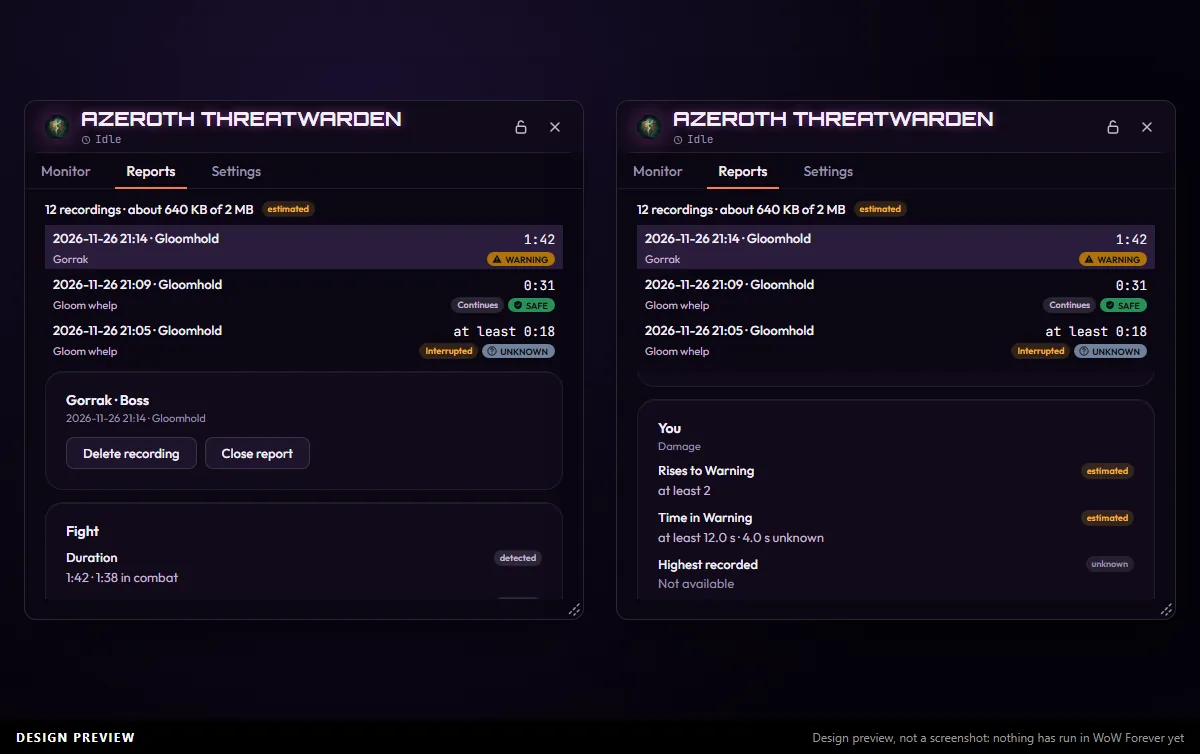 AZEROTH THREATWARDEN
Idle
Monitor Reports Settings
12 recordings · about 640 KB of 2 MB estimated
2026-11-26 21:14 · Gloomhold 1:42
Gorrak WARNING
2026-11-26 21:09 · Gloomhold 0:31
Gloom whelp Continues SAFE
2026-11-26 21:05 · Gloomhold at least 0:18
Gloom whelp Interrupted UNKNOWN
Gorrak · Boss
2026-11-26 21:14 · Gloomhold
Delete recording Close report
Fight
Duration detected
1:42 · 1:38 in combat
AZEROTH THREATWARDEN
Idle
Monitor Reports Settings
12 recordings · about 640 KB of 2 MB estimated
2026-11-26 21:14 · Gloomhold 1:42
Gorrak WARNING
2026-11-26 21:09 · Gloomhold 0:31
Gloom whelp Continues SAFE
2026-11-26 21:05 · Gloomhold at least 0:18
Gloom whelp Interrupted UNKNOWN
You
Damage
Rises to Warning estimated
at least 2
Time in Warning estimated
at least 12.0 s · 4.0 s unknown
Highest recorded unknown
Not available
DESIGN PREVIEW
Design preview, not a screenshot: nothing has run in WoW Forever yet